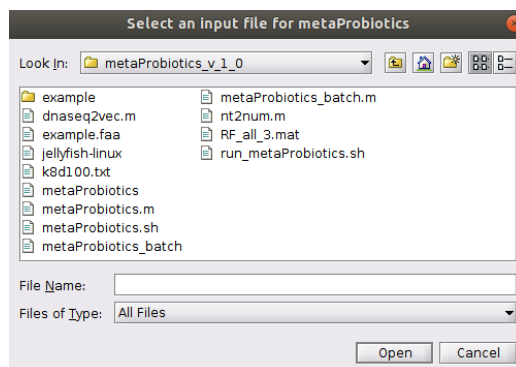 Select an input file for metaProbiotics
Look In: metaProbiotics_v_1_0
example
dnaseq2vec.m
example.faa
jellyfish-linux
k8d100.txt
metaProbiotics
metaProbiotics.m
metaProbiotics.sh
metaProbiotics_batch
metaProbiotics_batch.m
nt2num.m
RF_all_3.mat
run_metaProbiotics.sh
File Name:
Files of Type: All Files
Open Cancel